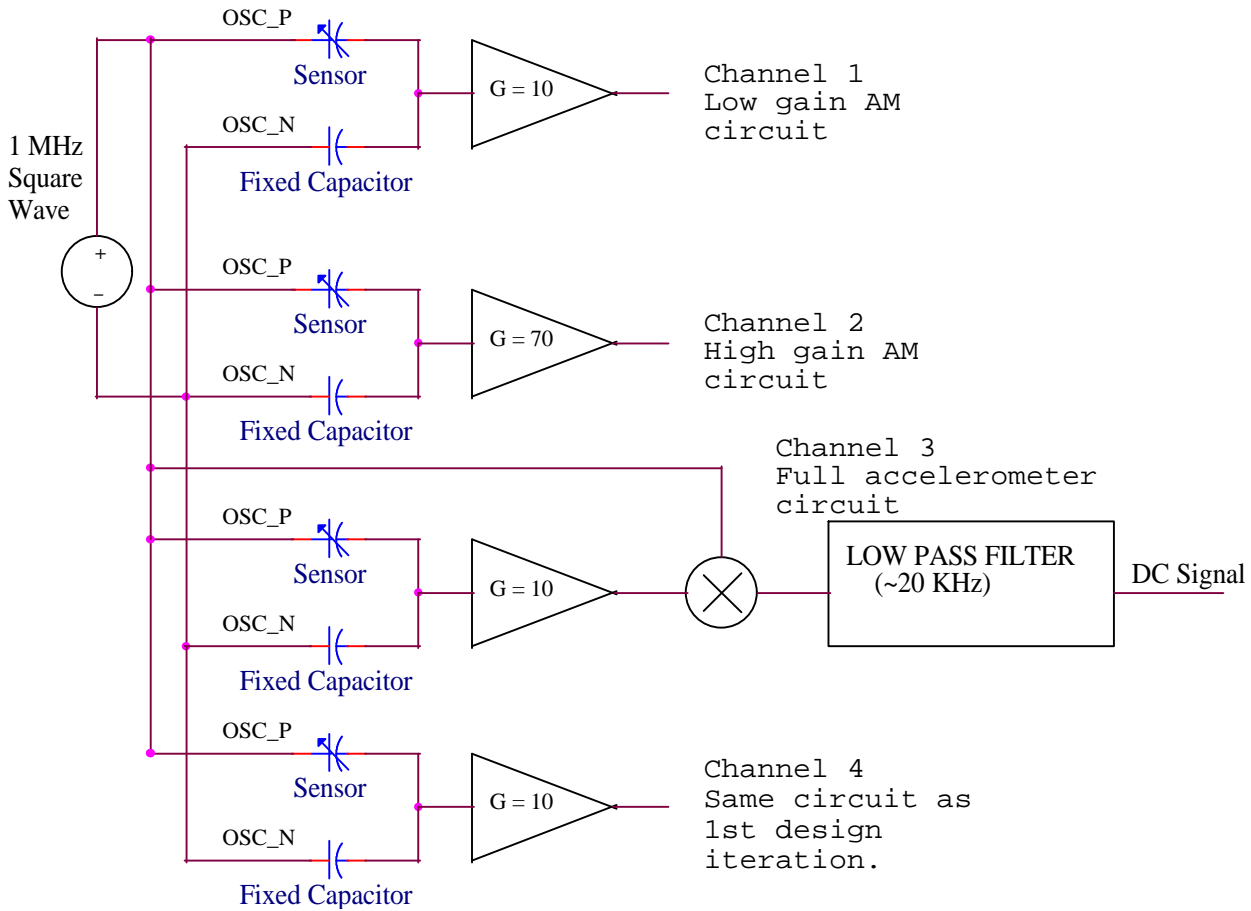 OSC_P
Sensor
G = 10
Channel 1
Low gain AM
circuit
OSC_N
Fixed Capacitor
1 MHz
Square
Wave
+
−
OSC_P
Sensor
G = 70
Channel 2
High gain AM
circuit
OSC_N
Fixed Capacitor
Channel 3
Full accelerometer
circuit
OSC_P
Sensor
G = 10
LOW PASS FILTER
(~20 KHz)
DC Signal
OSC_N
Fixed Capacitor
OSC_P
Sensor
G = 10
Channel 4
Same circuit as
1st design
iteration.
OSC_N
Fixed Capacitor